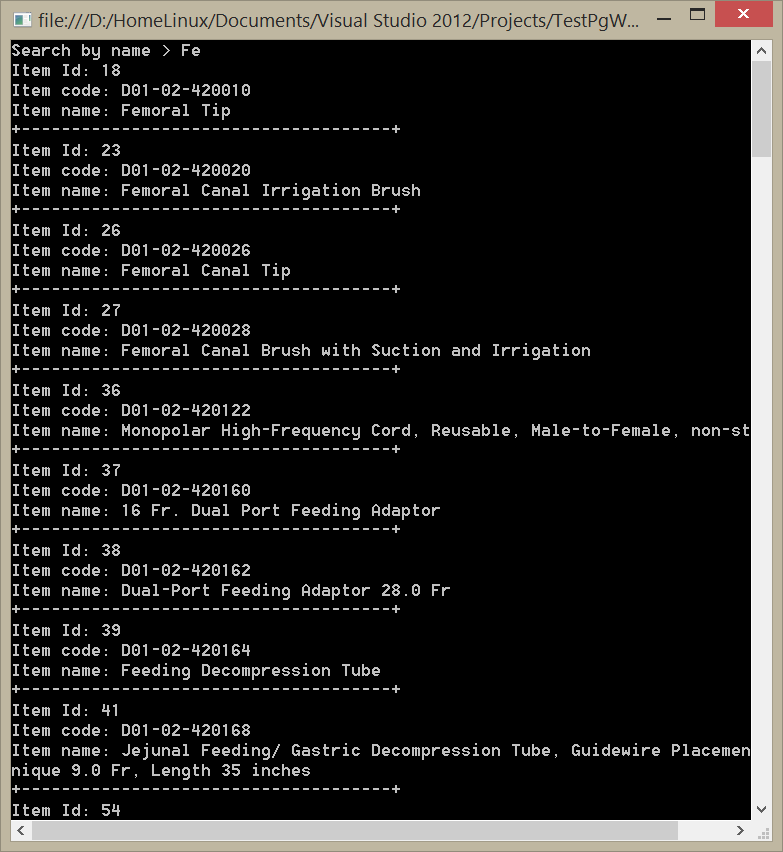 file:///D:/HomeLinux/Documents/Visual Studio 2012/Projects/TestPgW...
Search by name > Fe
Item Id: 18
Item code: D01-02-420010
Item name: Femoral Tip
+-------------------------------------+
Item Id: 23
Item code: D01-02-420020
Item name: Femoral Canal Irrigation Brush
+-------------------------------------+
Item Id: 26
Item code: D01-02-420026
Item name: Femoral Canal Tip
+-------------------------------------+
Item Id: 27
Item code: D01-02-420028
Item name: Femoral Canal Brush with Suction and Irrigation
+-------------------------------------+
Item Id: 36
Item code: D01-02-420122
Item name: Monopolar High-Frequency Cord, Reusable, Male-to-Female, non-st
+-------------------------------------+
Item Id: 37
Item code: D01-02-420160
Item name: 16 Fr. Dual Port Feeding Adaptor
+-------------------------------------+
Item Id: 38
Item code: D01-02-420162
Item name: Dual-Port Feeding Adaptor 28.0 Fr
+-------------------------------------+
Item Id: 39
Item code: D01-02-420164
Item name: Feeding Decompression Tube
+-------------------------------------+
Item Id: 41
Item code: D01-02-420168
Item name: Jejunal Feeding/ Gastric Decompression Tube, Guidewire Placemen
nique 9.0 Fr, Length 35 inches
+-------------------------------------+
Item Id: 54